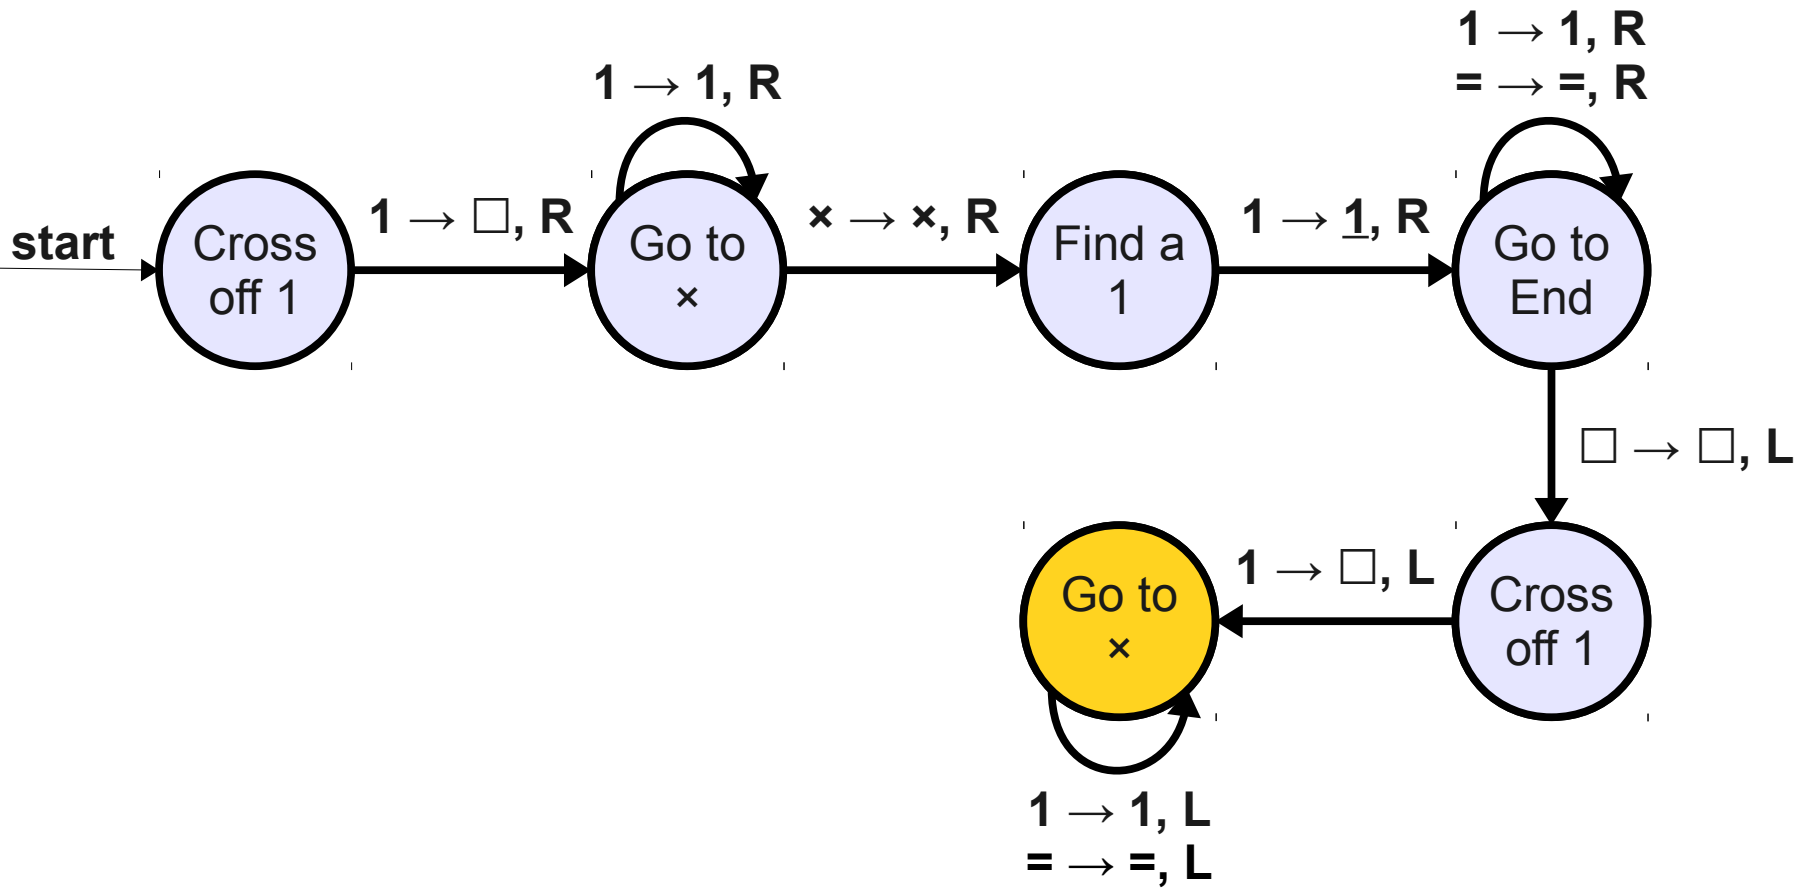 1 → 1, R
= → =, R
1 → 1, R
start
Cross
off 1
1 → □, R
Go to
×
× → ×, R
Find a
1
1 → 1̲, R
Go to
End
□ → □, L
Go to
×
1 → □, L
Cross
off 1
1 → 1, L
= → =, L